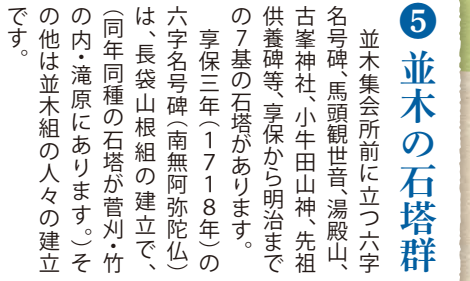 ❺ 並木の石塔群
並木集会所前に立つ六字
名号碑、馬頭観世音、湯殿山、
古峯神社、小牛田山神、先祖
供養碑等、享保から明治まで
の7基の石塔があります。
享保三年（1718年）の
六字名号碑（南無阿弥陀仏）
は、長袋山根組の建立で、
（同年同種の石塔が菅刈・竹
の内・滝原にあります。）そ
の他は並木組の人々の建立
です。